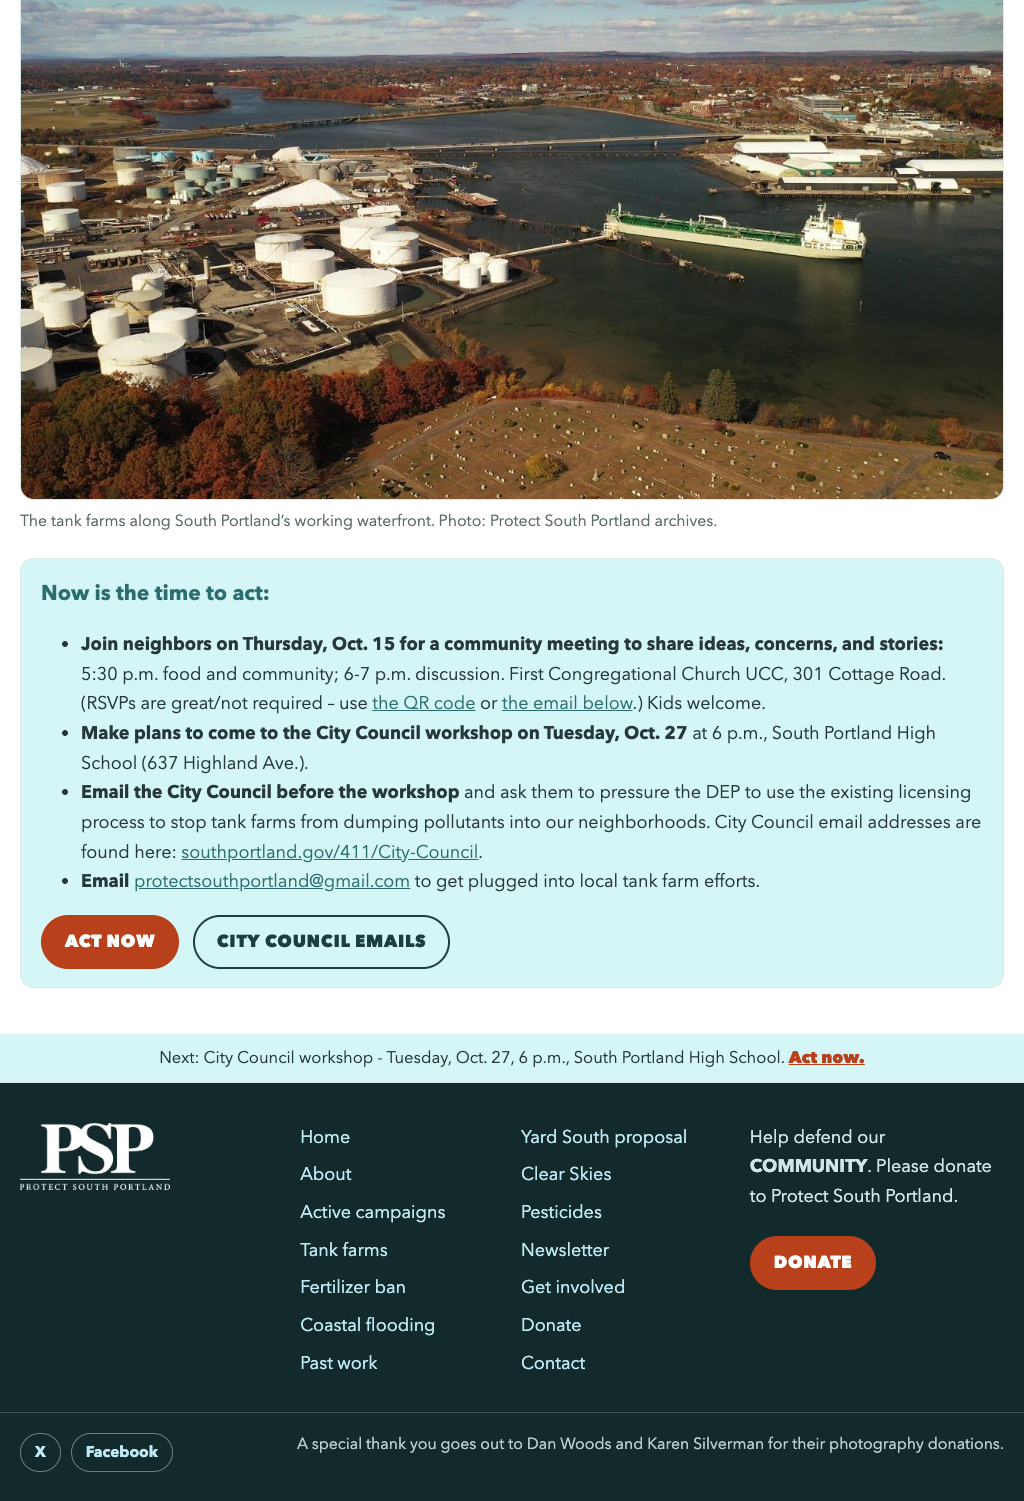 The tank farms along South Portland’s working waterfront. Photo: Protect South Portland archives.
Now is the time to act:
• Join neighbors on Thursday, Oct. 15 for a community meeting to share ideas, concerns, and stories:
5:30 p.m. food and community; 6-7 p.m. discussion. First Congregational Church UCC, 301 Cottage Road.
(RSVPs are great/not required – use the QR code or the email below.) Kids welcome.
• Make plans to come to the City Council workshop on Tuesday, Oct. 27 at 6 p.m., South Portland High
School (637 Highland Ave.).
• Email the City Council before the workshop and ask them to pressure the DEP to use the existing licensing
process to stop tank farms from dumping pollutants into our neighborhoods. City Council email addresses are
found here: southportland.gov/411/City-Council.
• Email protectsouthportland@gmail.com to get plugged into local tank farm efforts.
ACT NOW
CITY COUNCIL EMAILS
Next: City Council workshop - Tuesday, Oct. 27, 6 p.m., South Portland High School. Act now.
PSP
PROTECT SOUTH PORTLAND
Home
About
Active campaigns
Tank farms
Fertilizer ban
Coastal flooding
Past work
Yard South proposal
Clear Skies
Pesticides
Newsletter
Get involved
Donate
Contact
Help defend our
COMMUNITY. Please donate
to Protect South Portland.
DONATE
X
Facebook
A special thank you goes out to Dan Woods and Karen Silverman for their photography donations.